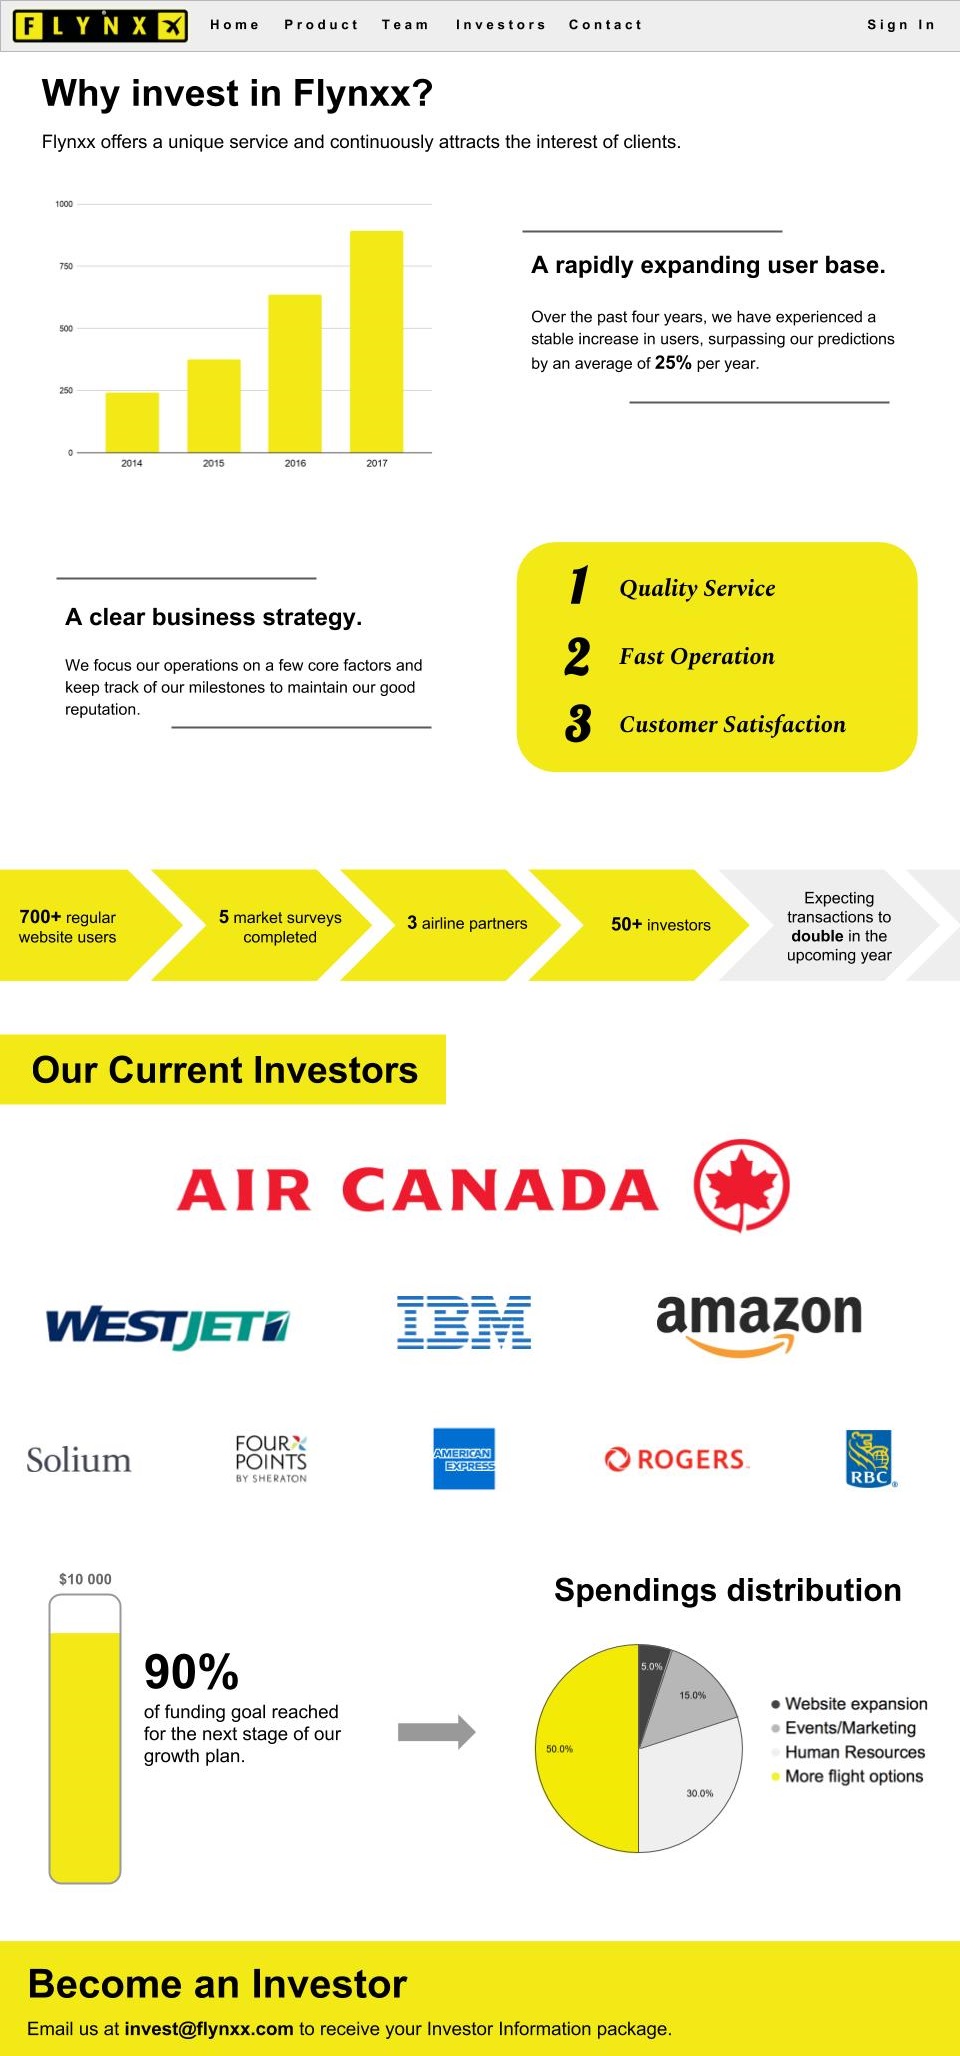 FLYNX
Home Product Team Investors Contact Sign In
Why invest in Flynxx?
Flynxx offers a unique service and continuously attracts the interest of clients.
1000
750
500
250
0
2014 2015 2016 2017
A rapidly expanding user base.
Over the past four years, we have experienced a
stable increase in users, surpassing our predictions
by an average of 25% per year.
A clear business strategy.
We focus our operations on a few core factors and
keep track of our milestones to maintain our good
reputation.
1 Quality Service
2 Fast Operation
3 Customer Satisfaction
700+ regular
website users
5 market surveys
completed
3 airline partners
50+ investors
Expecting
transactions to
double in the
upcoming year
Our Current Investors
AIR CANADA
WESTJET
IBM
amazon
Solium
FOUR
POINTS
BY SHERATON
AMERICAN
EXPRESS
ROGERS
RBC
®
$10 000
90%
of funding goal reached
for the next stage of our
growth plan.
Spendings distribution
5.0%
15.0%
30.0%
50.0%
Website expansion
Events/Marketing
Human Resources
More flight options
Become an Investor
Email us at invest@flynxx.com to receive your Investor Information package.